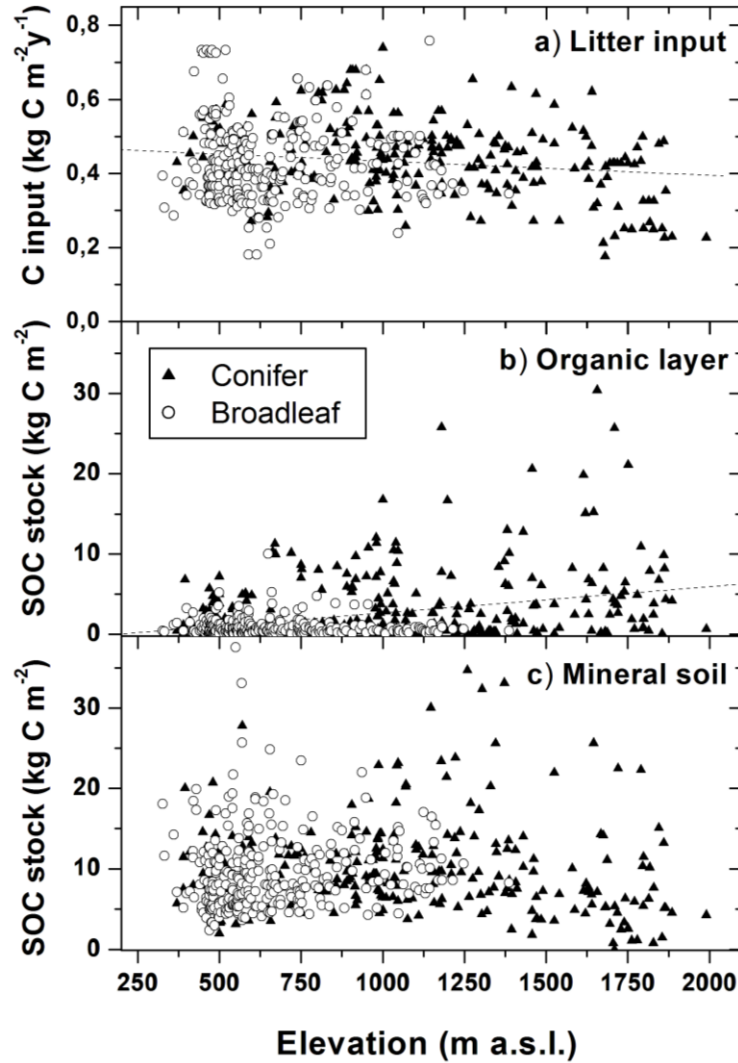 a) Litter input
C input (kg C m⁻²y⁻¹)
0,8
0,6
0,4
0,2
0,0
b) Organic layer
Conifer
Broadleaf
SOC stock (kg C m⁻²)
30
20
10
0
c) Mineral soil
SOC stock (kg C m⁻²)
30
20
10
0
250 500 750 1000 1250 1500 1750 2000
Elevation (m a.s.l.)